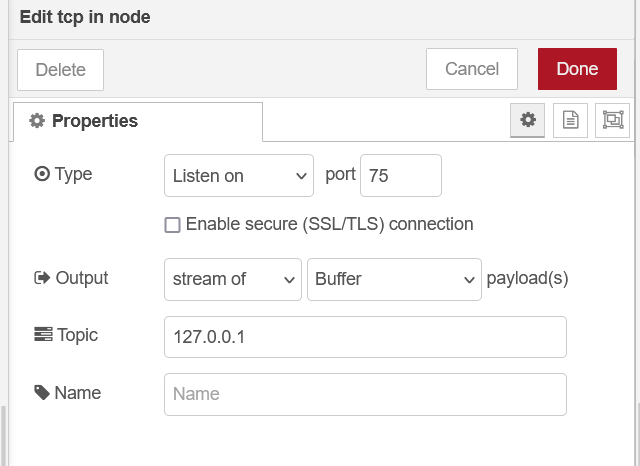 Edit tcp in node
Delete Cancel Done
Properties
Type Listen on port 75
Enable secure (SSL/TLS) connection
Output stream of Buffer payload(s)
Topic 127.0.0.1
Name Name